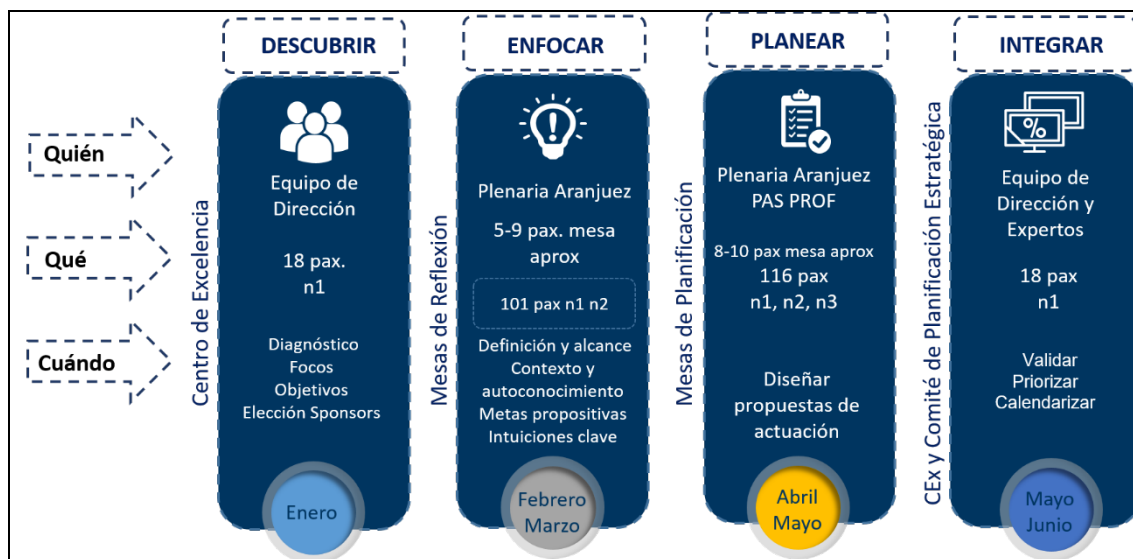 DESCUBRIR
ENFOCAR
PLANEAR
INTEGRAR
Quién
Qué
Cuándo
Centro de Excelencia
Equipo de
Dirección
18 pax.
n1
Diagnóstico
Focos
Objetivos
Elección Sponsors
Enero
Mesas de Reflexión
Plenaria Aranjuez
5-9 pax. mesa
aprox
101 pax n1 n2
Definición y alcance
Contexto y
autoconocimiento
Metas propositivas
Intuiciones clave
Febrero
Marzo
Mesas de Planificación
Plenaria Aranjuez
PAS PROF
8-10 pax mesa aprox
116 pax
n1, n2, n3
Diseñar
propuestas de
actuación
Abril
Mayo
CEx y Comité de Planificación Estratégica
%
Equipo de
Dirección y
Expertos
18 pax
n1
Validar
Priorizar
Calendarizar
Mayo
Junio